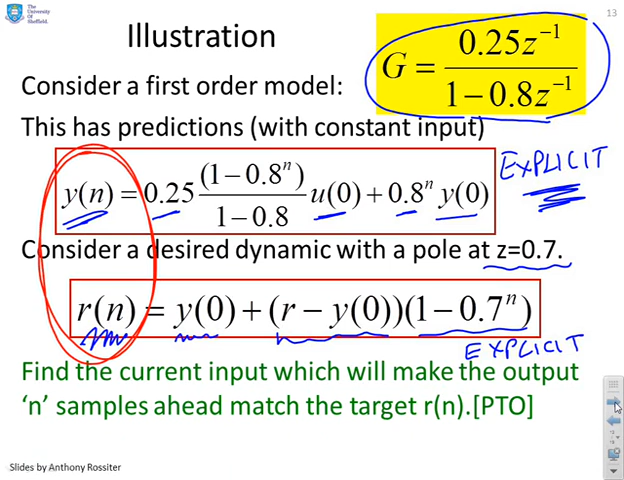 The
University
Of
Sheffield.
13
Illustration
G = 0.25z⁻¹ / 1 − 0.8z⁻¹
Consider a first order model:
This has predictions (with constant input)
y(n) = 0.25 (1 − 0.8ⁿ) / 1 − 0.8 u(0) + 0.8ⁿ y(0)
EXPLICIT
Consider a desired dynamic with a pole at z=0.7.
r(n) = y(0) + (r − y(0))(1 − 0.7ⁿ)
EXPLICIT
Find the current input which will make the output
‘n’ samples ahead match the target r(n).[PTO]
Slides by Anthony Rossiter